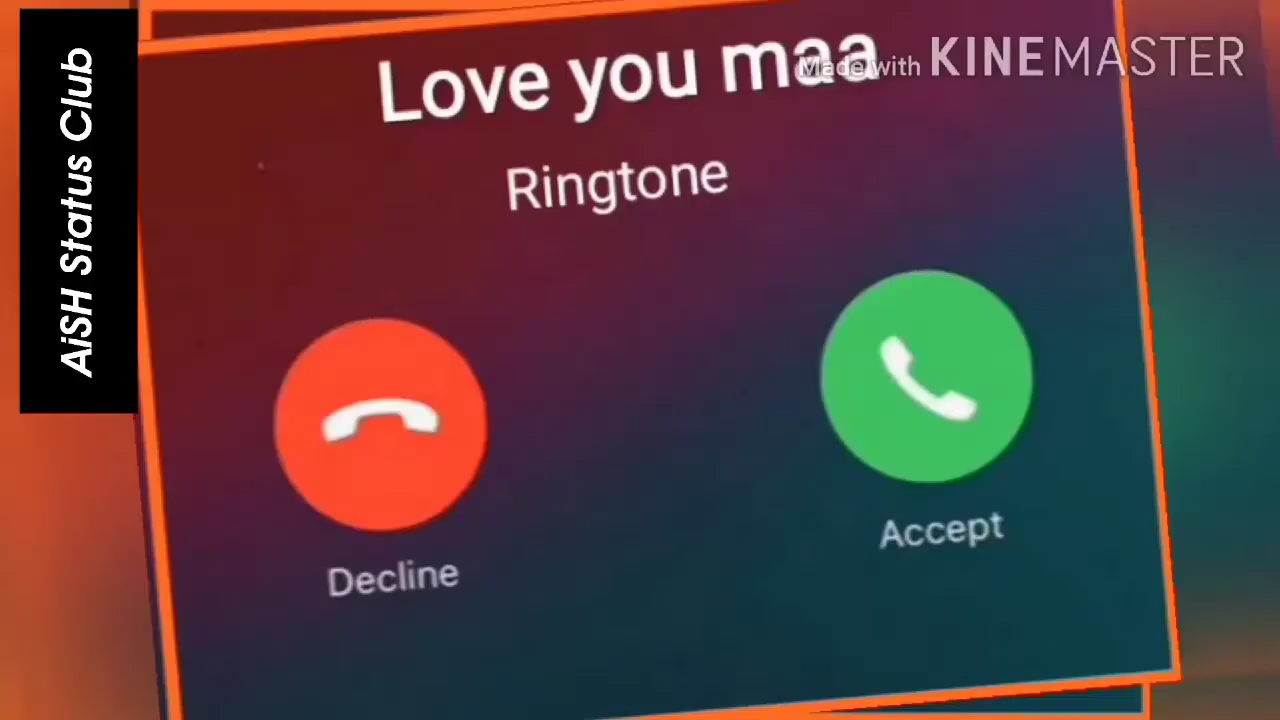 AiSH Status Club
Love you maa
Made with KINEMASTER
Ringtone
Decline
Accept